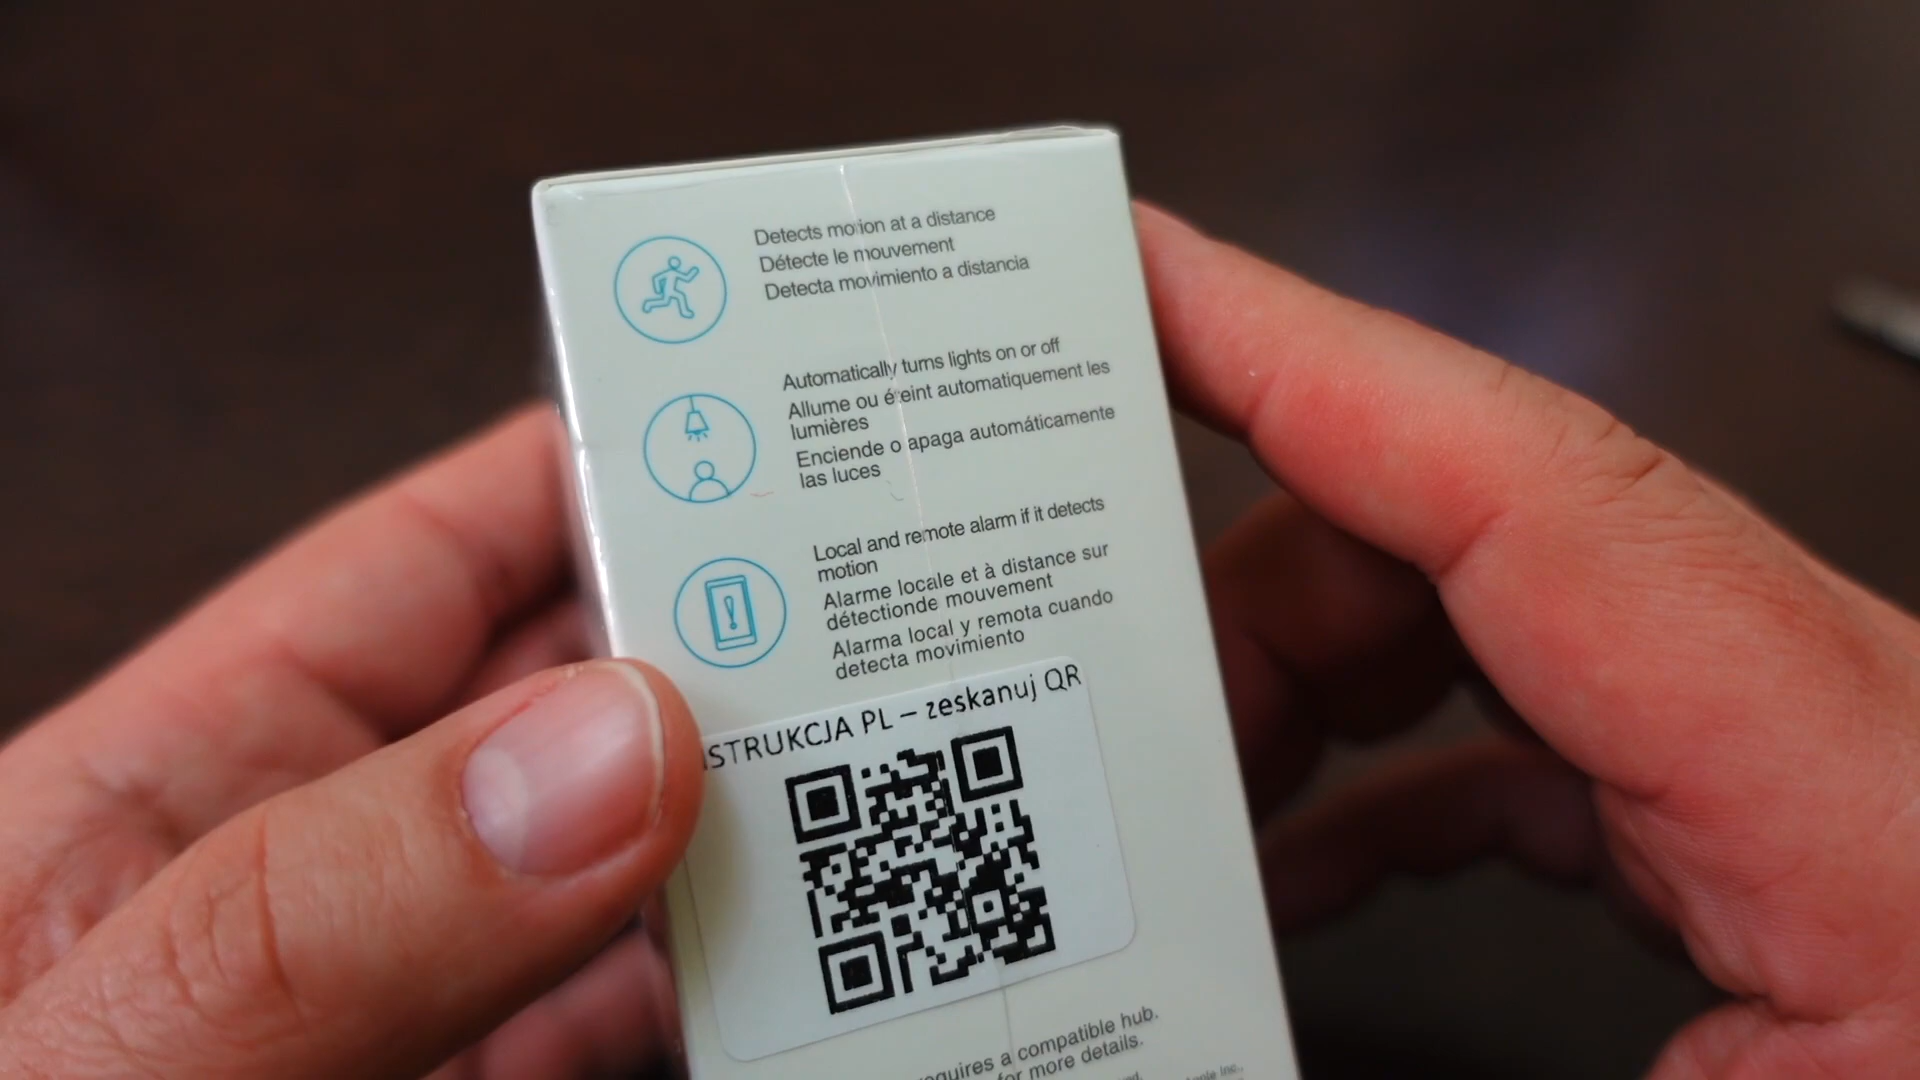 Detects motion at a distance
Détecte le mouvement
Detecta movimiento a distancia
Automatically turns lights on or off
Allume ou éteint automatiquement les
lumières
Enciende o apaga automáticamente
las luces
Local and remote alarm if it detects
motion
Alarme locale et à distance sur
détectionde mouvement
Alarma local y remota cuando
detecta movimiento
STRUKCJA PL – zeskanuj QR
a compatible hub.
for more details.
Inc.,